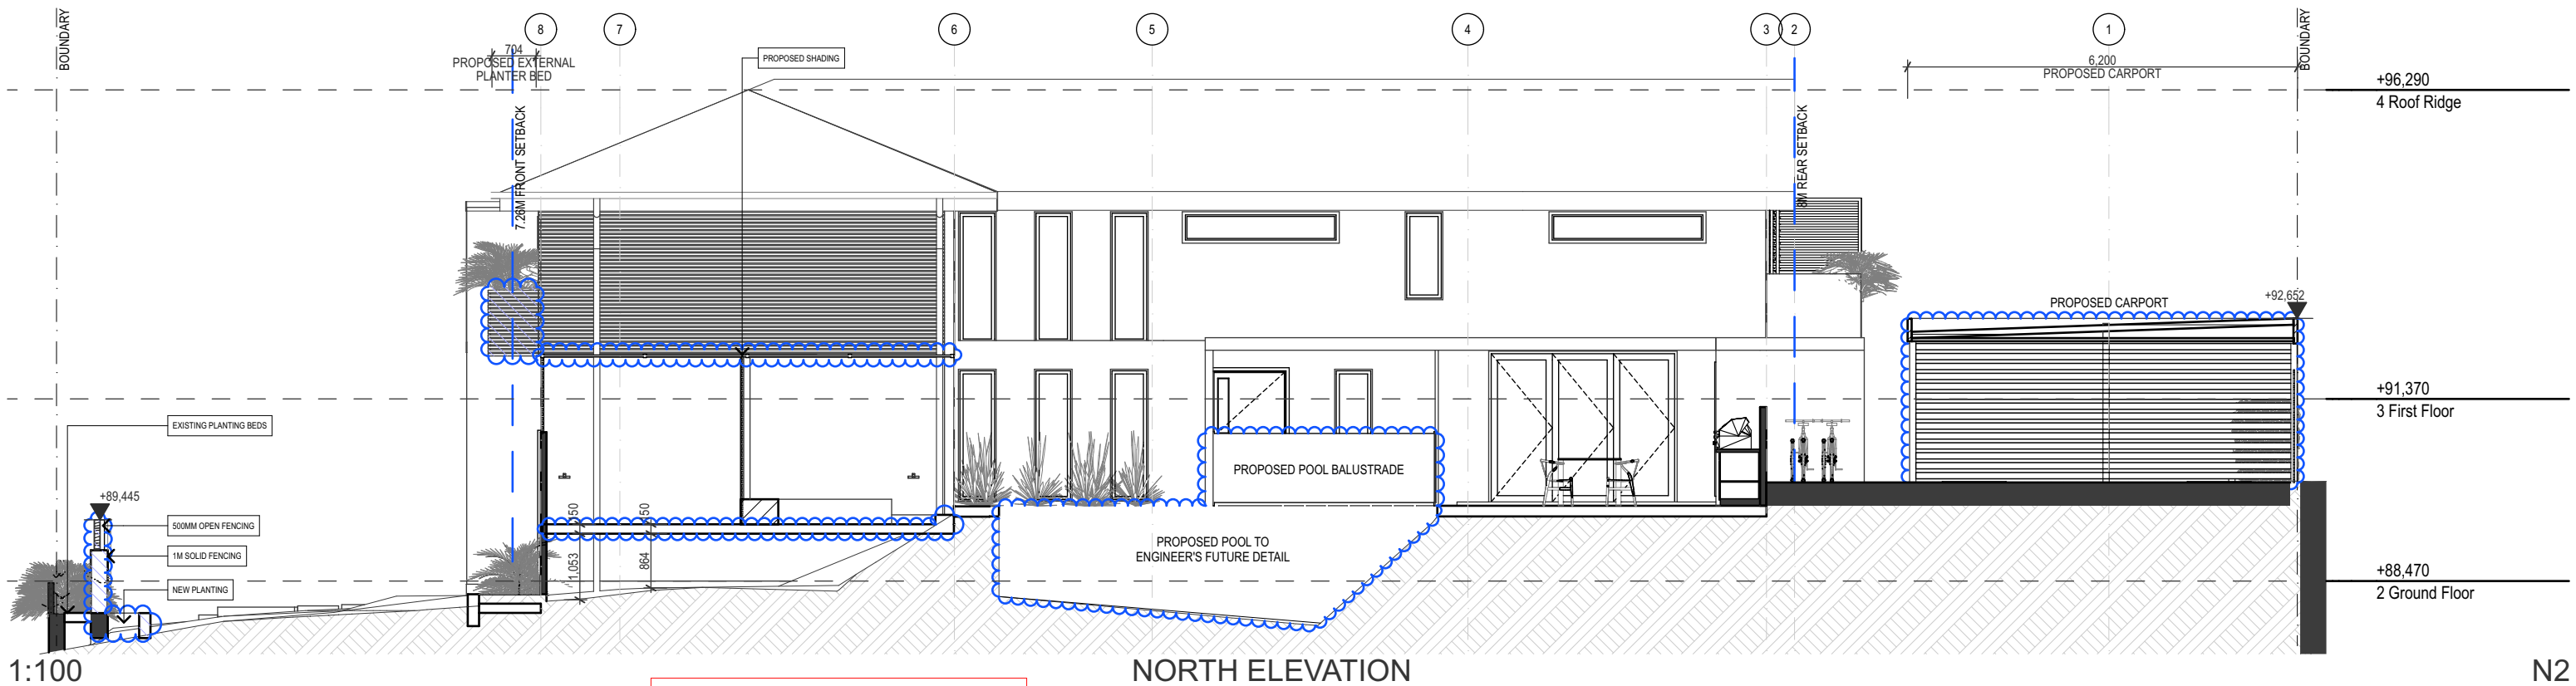 BOUNDARY
8
7
6
5
4
3
2
1
BOUNDARY
704
PROPOSED EXTERNAL
PLANTER BED
PROPOSED SHADING
6,200
PROPOSED CARPORT
+96,290
4 Roof Ridge
7.26M FRONT SETBACK
8M REAR SETBACK
PROPOSED CARPORT
+92,652
+91,370
3 First Floor
EXISTING PLANTING BEDS
PROPOSED POOL BALUSTRADE
+89,445
500MM OPEN FENCING
1M SOLID FENCING
NEW PLANTING
150
150
1,053
864
PROPOSED POOL TO
ENGINEER'S FUTURE DETAIL
+88,470
2 Ground Floor
1:100
NORTH ELEVATION
N2